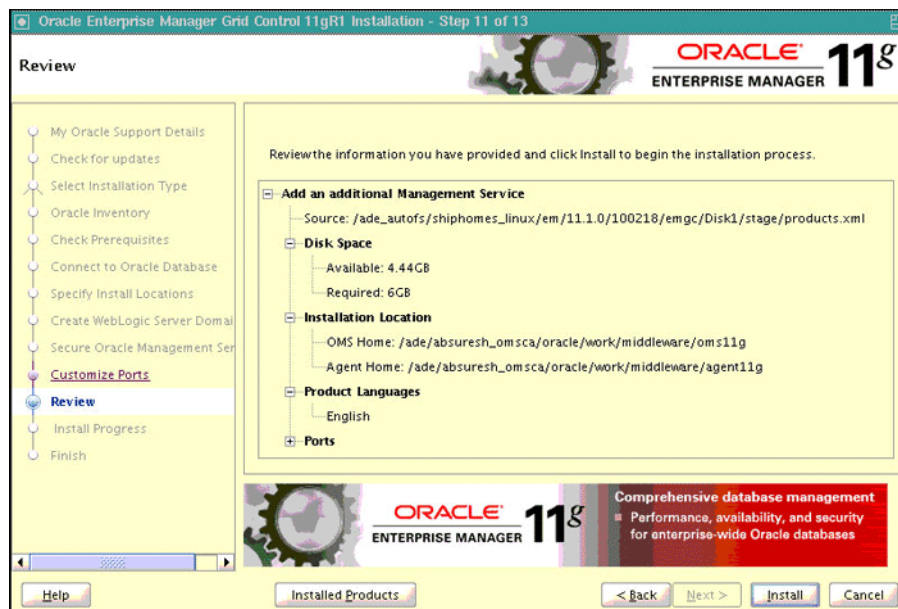 Oracle Enterprise Manager Grid Control 11gR1 Installation - Step 11 of 13
Review
ORACLE
ENTERPRISE MANAGER 11g
My Oracle Support Details
Check for updates
Select Installation Type
Oracle Inventory
Check Prerequisites
Connect to Oracle Database
Specify Install Locations
Create WebLogic Server Domai
Secure Oracle Management Ser
Customize Ports
Review
Install Progress
Finish
Review the information you have provided and click Install to begin the installation process.
Add an additional Management Service
Source: /ade_autofs/shiphomes_linux/em/11.1.0/100218/emgc/Disk1/stage/products.xml
Disk Space
Available: 4.44GB
Required: 6GB
Installation Location
OMS Home: /ade/absuresh_omsca/oracle/work/middleware/oms11g
Agent Home: /ade/absuresh_omsca/oracle/work/middleware/agent11g
Product Languages
English
Ports
ORACLE
ENTERPRISE MANAGER 11g
Comprehensive database management
Performance, availability, and security
for enterprise-wide Oracle databases
Help
Installed Products
< Back
Next >
Install
Cancel